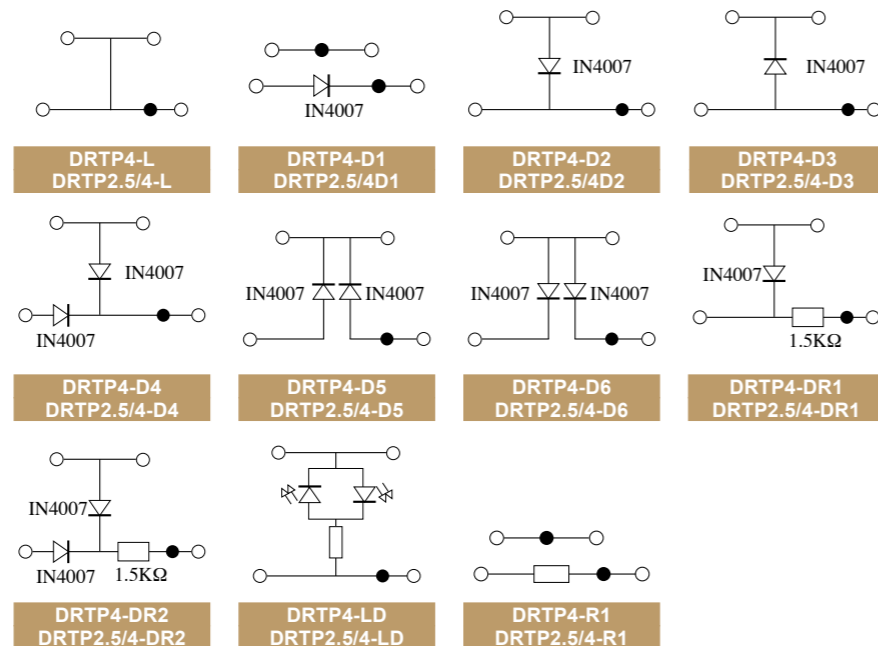 IN4007
IN4007
IN4007
DRTP4-L
DRTP2.5/4-L
DRTP4-D1
DRTP2.5/4D1
DRTP4-D2
DRTP2.5/4D2
DRTP4-D3
DRTP2.5/4-D3
IN4007
IN4007
IN4007
IN4007
IN4007
IN4007
IN4007
1.5KΩ
DRTP4-D4
DRTP2.5/4-D4
DRTP4-D5
DRTP2.5/4-D5
DRTP4-D6
DRTP2.5/4-D6
DRTP4-DR1
DRTP2.5/4-DR1
IN4007
IN4007
1.5KΩ
DRTP4-DR2
DRTP2.5/4-DR2
DRTP4-LD
DRTP2.5/4-LD
DRTP4-R1
DRTP2.5/4-R1